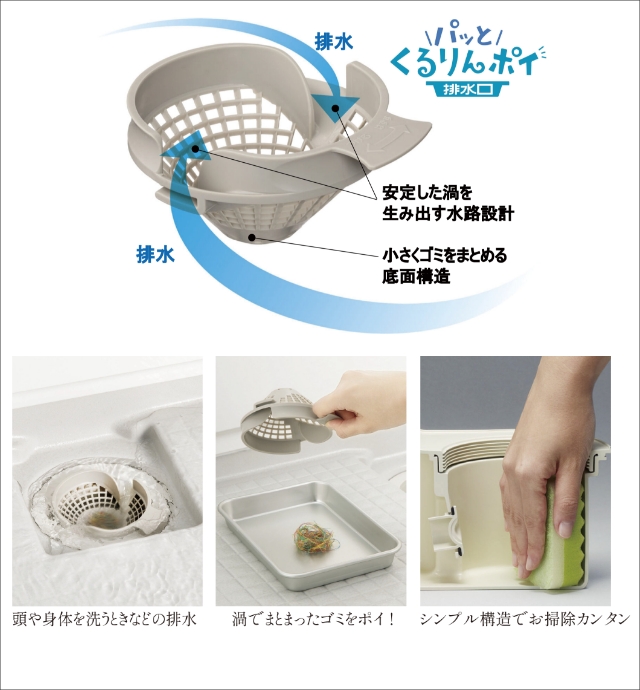 パッと
くるりんポイ
排水口
排水
安定した渦を
生み出す水路設計
排水
小さくゴミをまとめる
底面構造
頭や身体を洗うときなどの排水
渦でまとまったゴミをポイ！
シンプル構造でお掃除カンタン